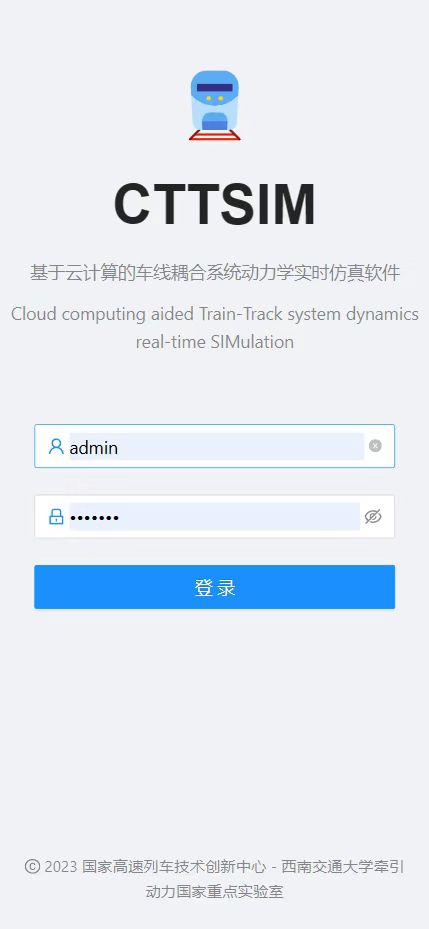 CTTSIM
基于云计算的车线耦合系统动力学实时仿真软件
Cloud computing aided Train-Track system dynamics
real-time SIMulation
admin
•••••••
登录
© 2023 国家高速列车技术创新中心 - 西南交通大学牵引
动力国家重点实验室